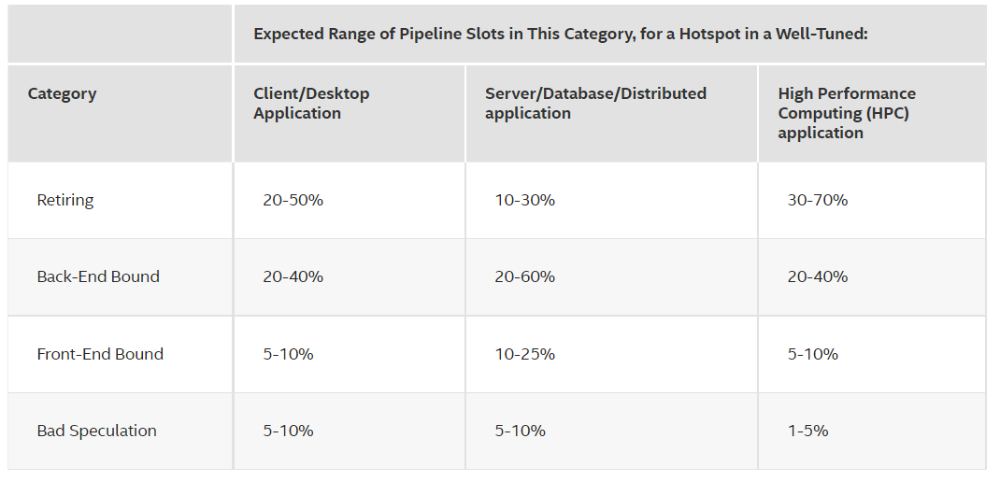 Expected Range of Pipeline Slots in This Category, for a Hotspot in a Well-Tuned:
Category
Client/Desktop
Application
Server/Database/Distributed
application
High Performance
Computing (HPC)
application
Retiring
20-50%
10-30%
30-70%
Back-End Bound
20-40%
20-60%
20-40%
Front-End Bound
5-10%
10-25%
5-10%
Bad Speculation
5-10%
5-10%
1-5%